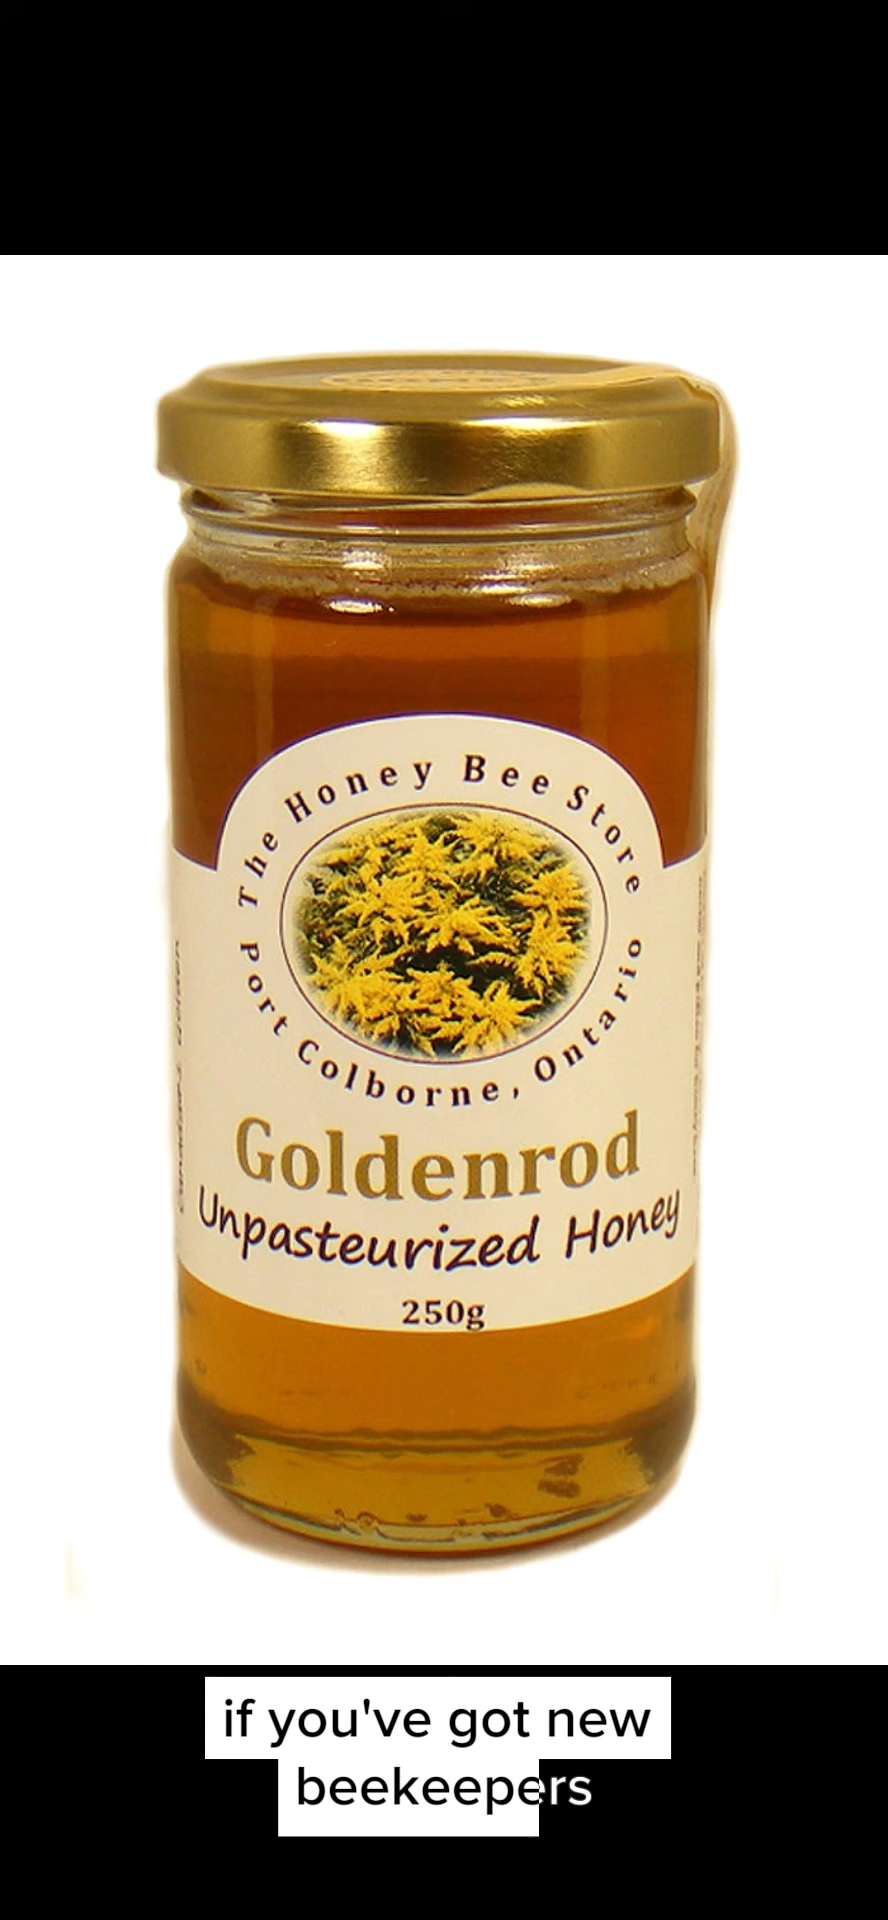 The Honey Bee Store
Port Colborne, Ontario
Goldenrod
Unpasteurized Honey
250g
if you've got new
beekeepers